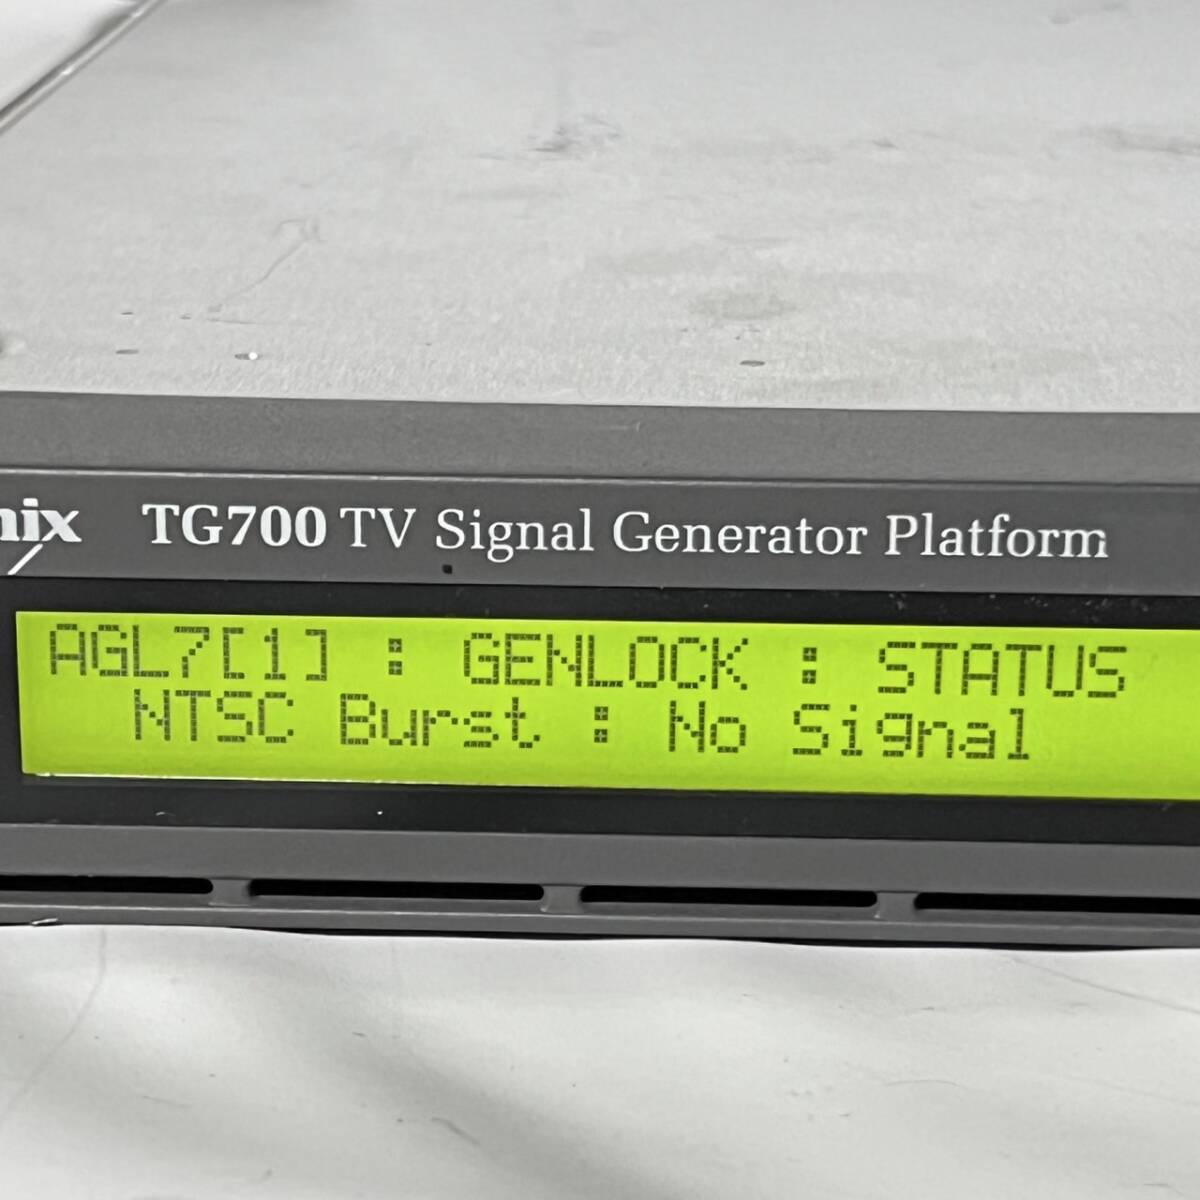 nix TG700 TV Signal Generator Platform
AGL7[1] : GENLOCK : STATUS
NTSC Burst : No Signal